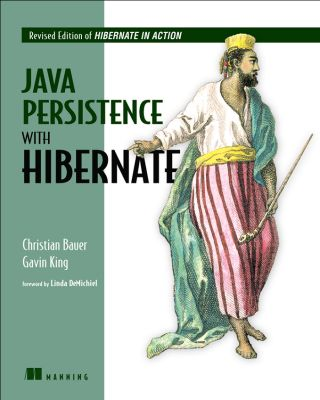 Revised Edition of HIBERNATE IN ACTION
JAVA
PERSISTENCE
WITH
HIBERNATE
Christian Bauer
Gavin King
foreword by Linda DeMichiel
MANNING